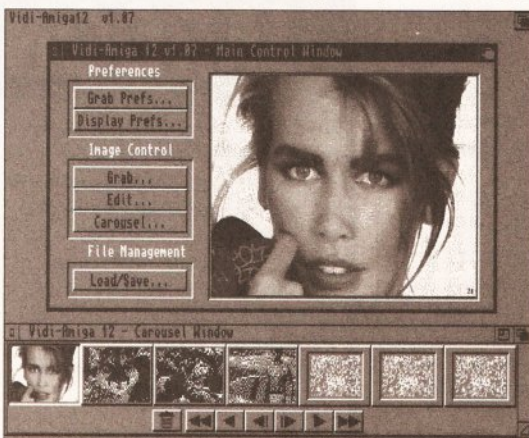 Vidi-Amiga12 v1.07
Vidi-Amiga 12 v1.07 - Main Control Window
Preferences
Grab Prefs...
Display Prefs...
Image Control
Grab...
Edit...
Carousel...
File Management
Load/Save...
Vidi-Amiga 12 - Carousel Window